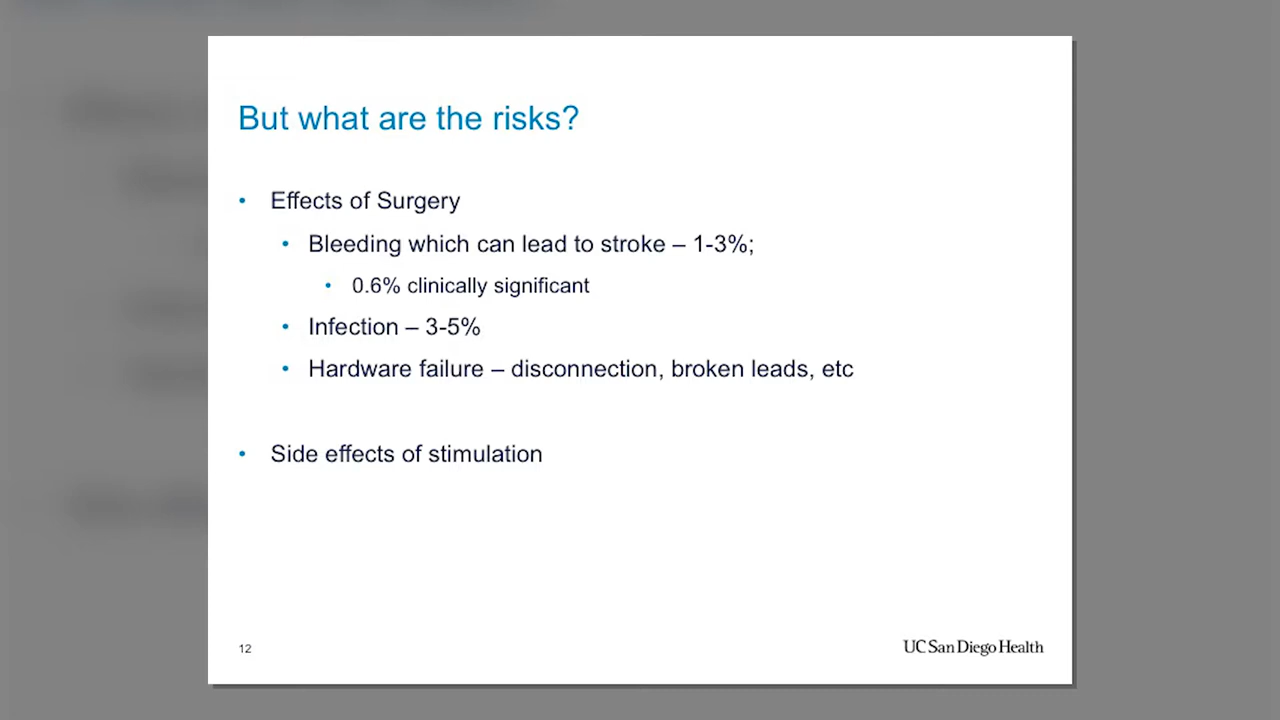 But what are the risks?
• Effects of Surgery
• Bleeding which can lead to stroke – 1-3%;
• 0.6% clinically significant
• Infection – 3-5%
• Hardware failure – disconnection, broken leads, etc
• Side effects of stimulation
12
UC San Diego Health